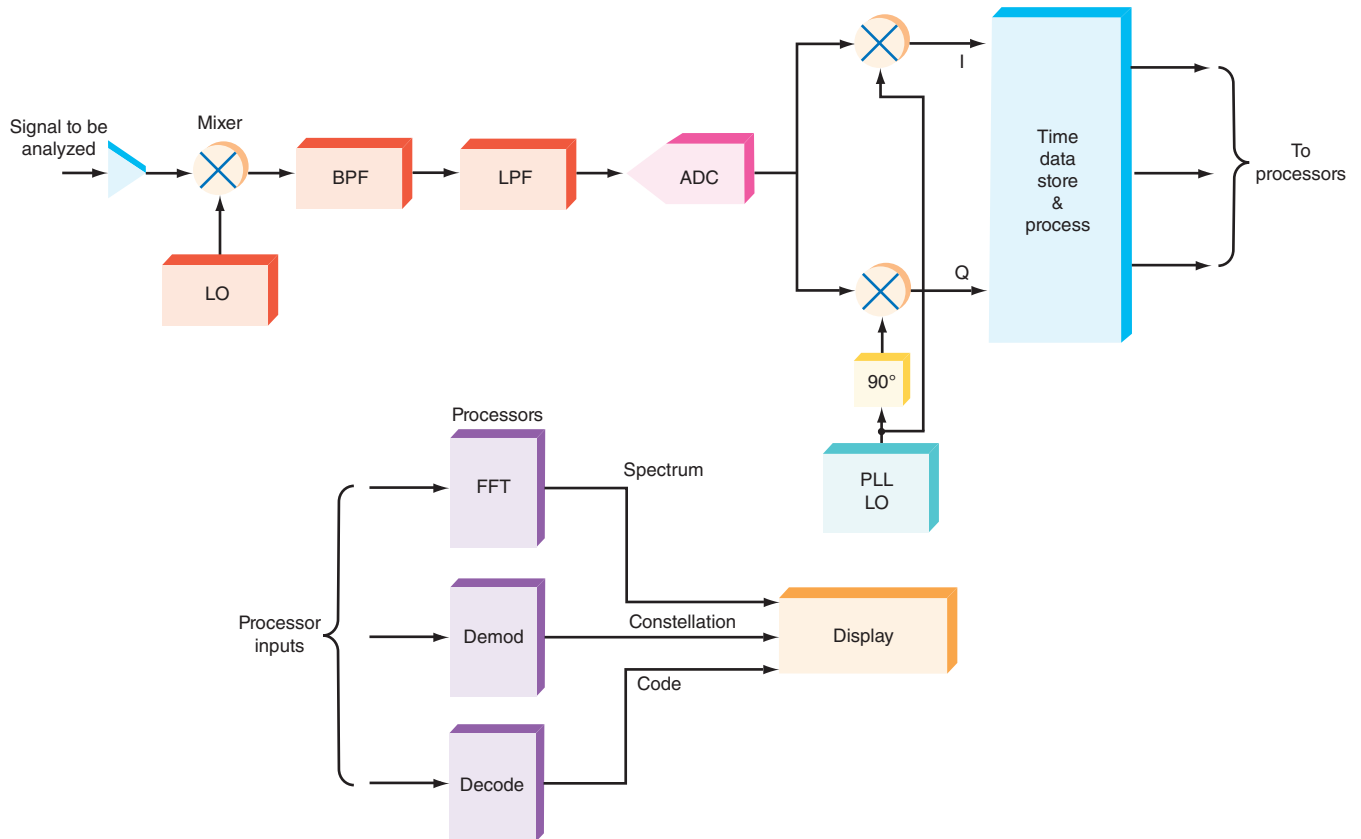 Signal to be
analyzed
Mixer
LO
BPF
LPF
ADC
I
Q
90°
PLL
LO
Time
data
store
&
process
To
processors
Processors
Processor
inputs
FFT
Demod
Decode
Spectrum
Constellation
Code
Display